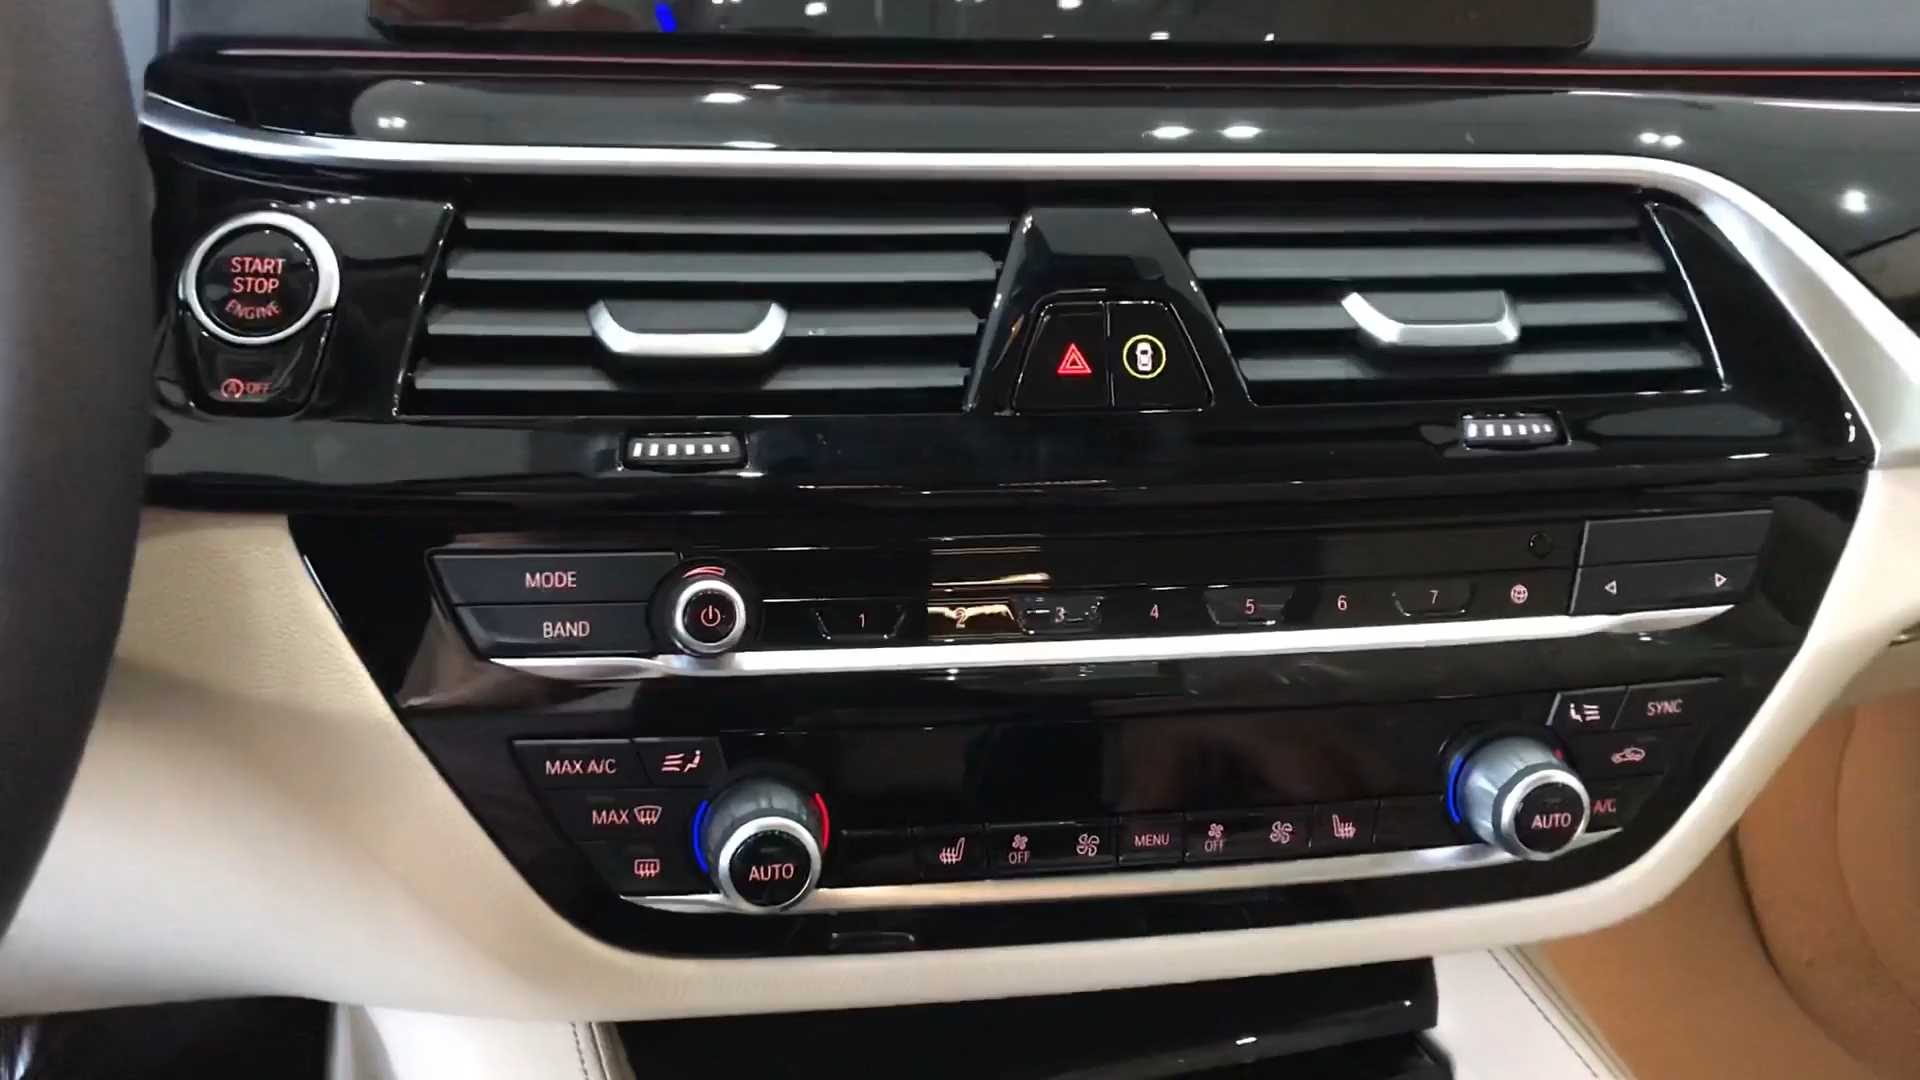 START
STOP
ENGINE
A OFF
MODE
BAND
1 2 3 4 5 6 7
SYNC
MAX A/C
MAX
A/C
AUTO
AUTO
OFF
MENU
OFF